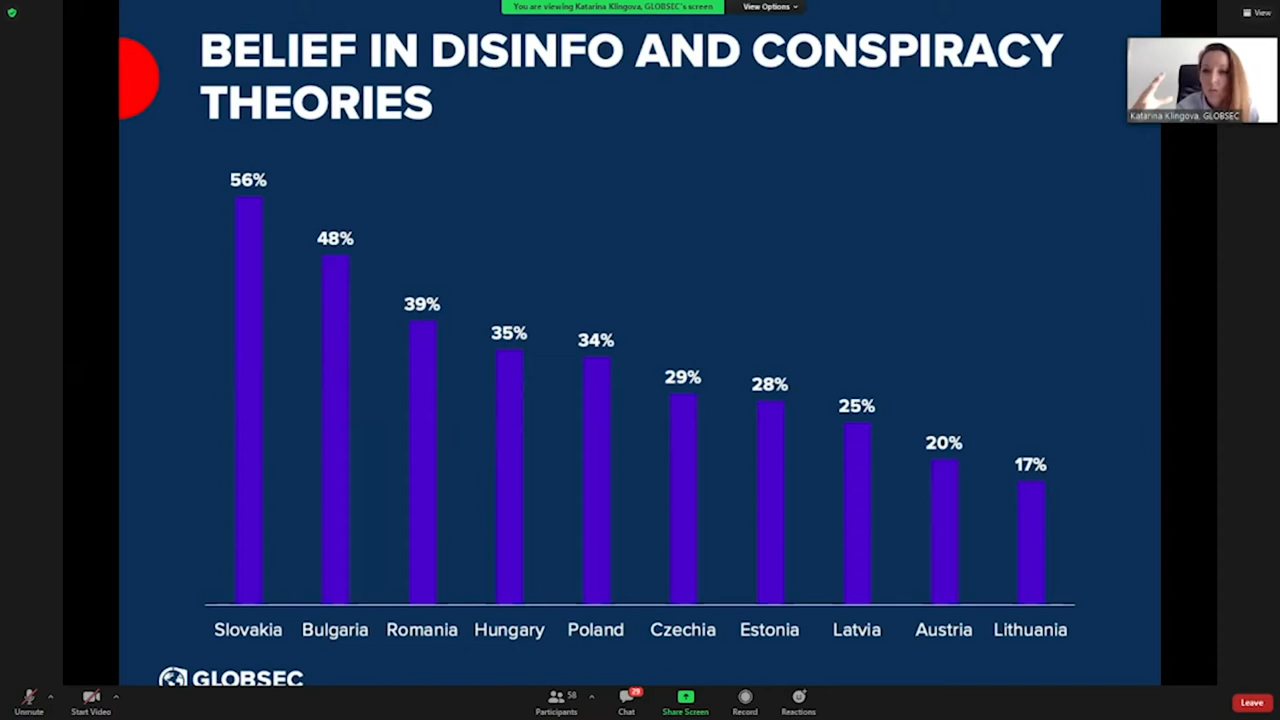 You are viewing Katarina Klingova, GLOBSEC's screen
View Options
View
BELIEF IN DISINFO AND CONSPIRACY
THEORIES
Katarina Klingova, GLOBSEC
56%
48%
39%
35%
34%
29%
28%
25%
20%
17%
Slovakia Bulgaria Romania Hungary Poland Czechia Estonia Latvia Austria Lithuania
GLOBSEC
Unmute
Start Video
Participants
58
Chat
29
Share Screen
Record
Reactions
Leave